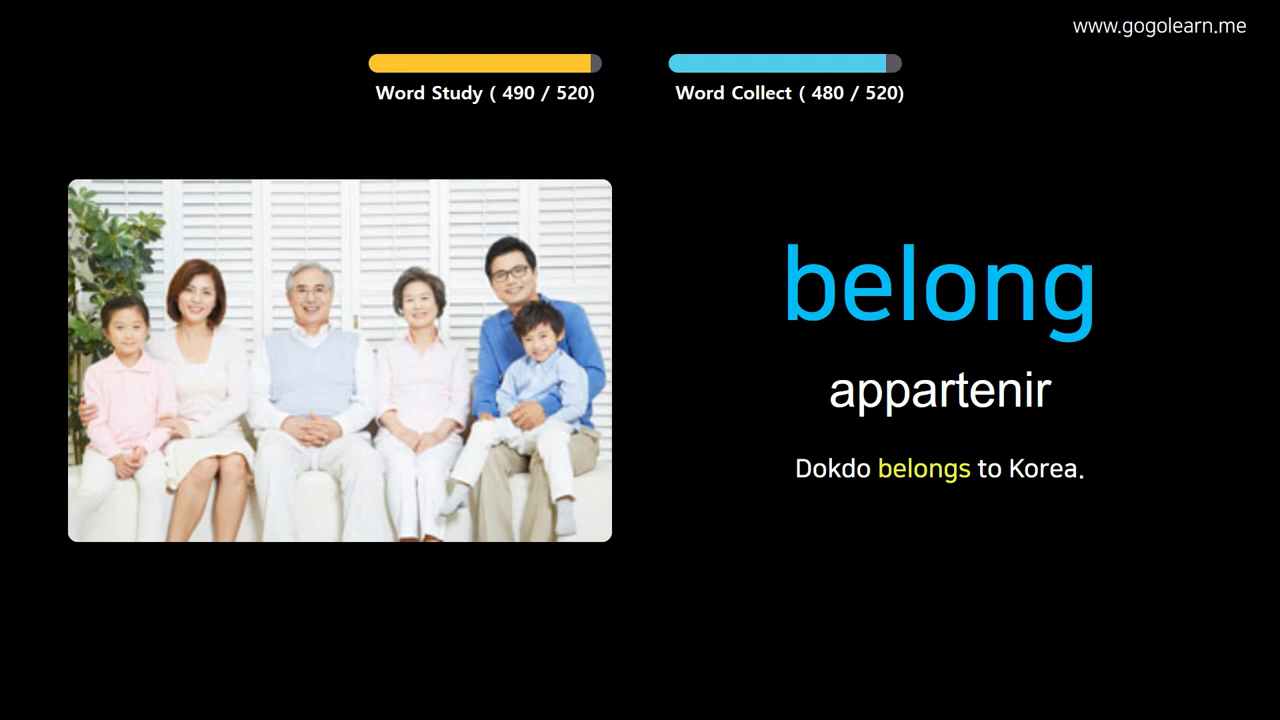 www.gogolearn.me
Word Study ( 490 / 520)
Word Collect ( 480 / 520)
belong
appartenir
Dokdo belongs to Korea.